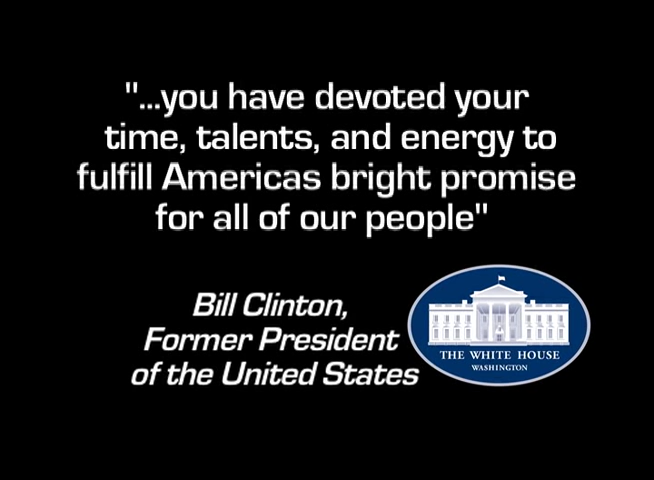 "...you have devoted your
time, talents, and energy to
fulfill Americas bright promise
for all of our people"
Bill Clinton,
Former President
of the United States
THE WHITE HOUSE
WASHINGTON